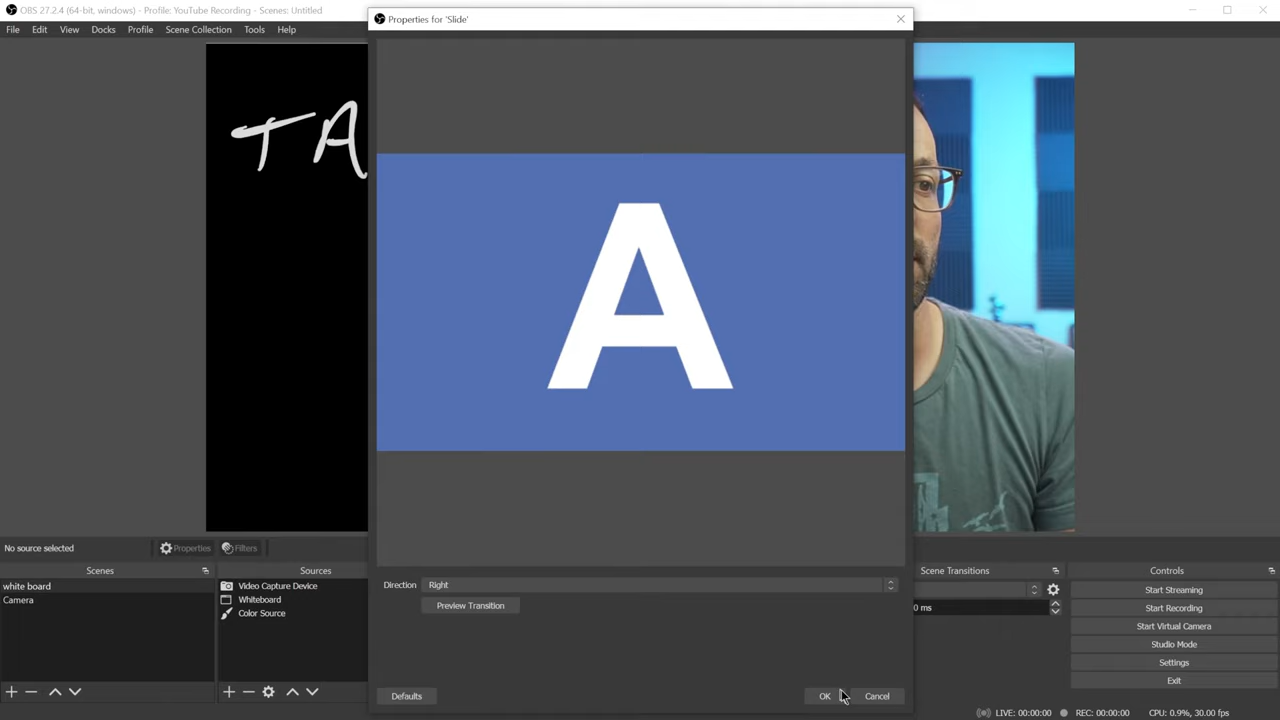 OBS 27.2.4 (64-bit, windows) - Profile: YouTube Recording - Scenes: Untitled
File Edit View Docks Profile Scene Collection Tools Help
Properties for 'Slide'
TA
A
No source selected
Properties
Filters
Scenes
white board
Camera
Sources
Video Capture Device
Whiteboard
Color Source
Direction
Right
Preview Transition
Defaults
OK
Cancel
Scene Transitions
0 ms
Controls
Start Streaming
Start Recording
Start Virtual Camera
Studio Mode
Settings
Exit
LIVE: 00:00:00 REC: 00:00:00 CPU: 0.9%, 30.00 fps